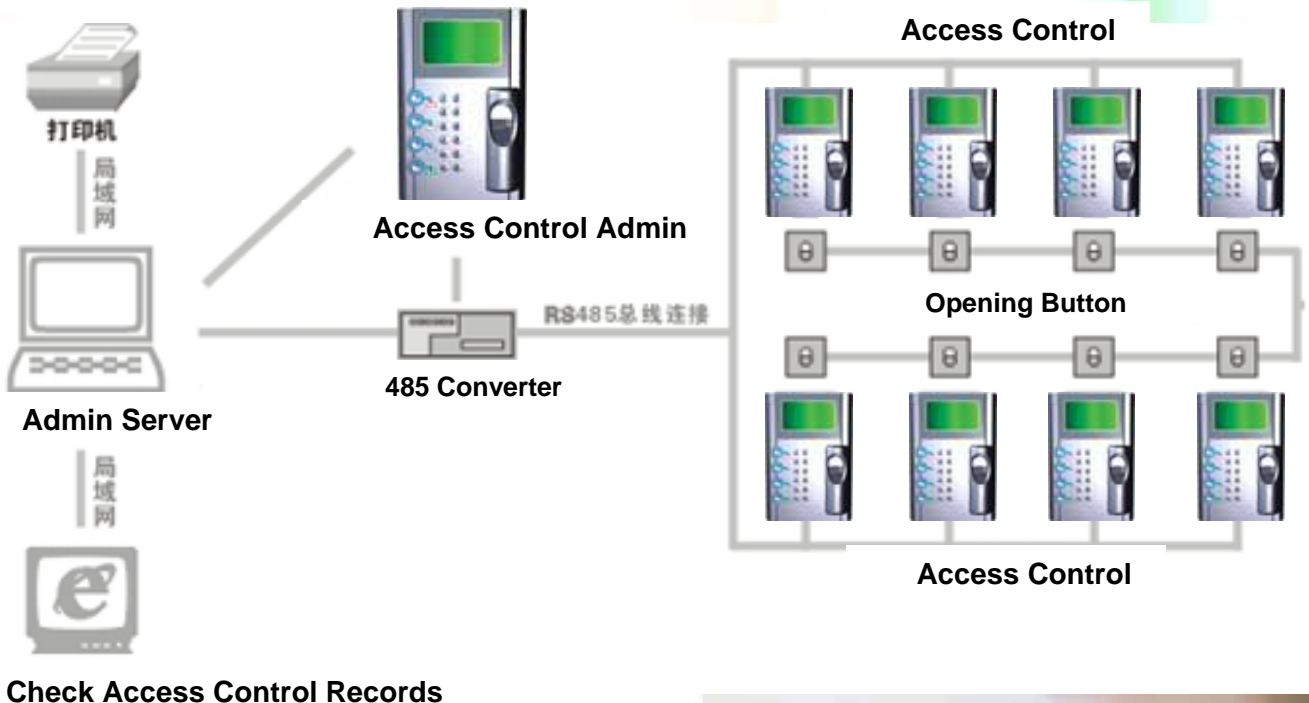 Access Control
打印机
局域网
Access Control Admin
RS485总线连接
Opening Button
485 Converter
Admin Server
局域网
Access Control
Check Access Control Records